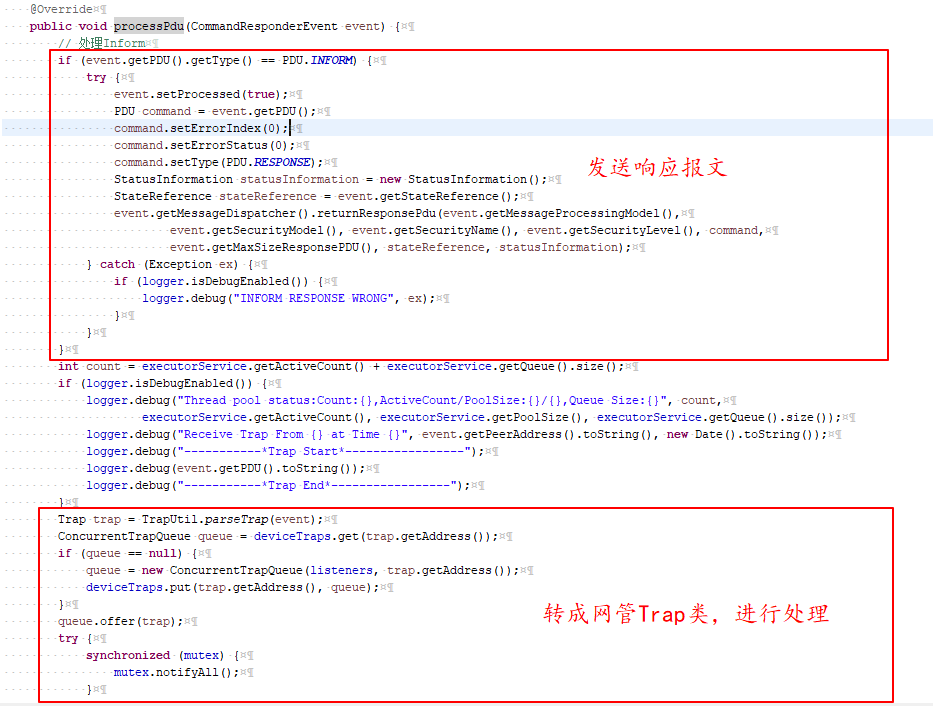 @Override
public void processPdu(CommandResponderEvent event) {
// 处理Inform
if (event.getPDU().getType() == PDU.INFORM) {
try {
event.setProcessed(true);
PDU command = event.getPDU();
command.setErrorIndex(0);
command.setErrorStatus(0);
command.setType(PDU.RESPONSE);
发送响应报文
StatusInformation statusInformation = new StatusInformation();
StateReference stateReference = event.getStateReference();
event.getMessageDispatcher().returnResponsePdu(event.getMessageProcessingModel(),
event.getSecurityModel(), event.getSecurityName(), event.getSecurityLevel(), command,
event.getMaxSizeResponsePDU(), stateReference, statusInformation);
} catch (Exception ex) {
if (logger.isDebugEnabled()) {
logger.debug("INFORM RESPONSE WRONG", ex);
}
}
}
int count = executorService.getActiveCount() + executorService.getQueue().size();
if (logger.isDebugEnabled()) {
logger.debug("Thread pool status:Count:{},ActiveCount/PoolSize:{}/{},Queue Size:{}", count,
executorService.getActiveCount(), executorService.getPoolSize(), executorService.getQueue().size());
logger.debug("Receive Trap From {} at Time {}", event.getPeerAddress().toString(), new Date().toString());
logger.debug("-----------*Trap Start*-----------------");
logger.debug(event.getPDU().toString());
logger.debug("-----------*Trap End*-----------------");
}
Trap trap = TrapUtil.parseTrap(event);
ConcurrentTrapQueue queue = deviceTraps.get(trap.getAddress());
if (queue == null) {
queue = new ConcurrentTrapQueue(listeners, trap.getAddress());
deviceTraps.put(trap.getAddress(), queue);
}
转成网管Trap类，进行处理
queue.offer(trap);
try {
synchronized (mutex) {
mutex.notifyAll();
}